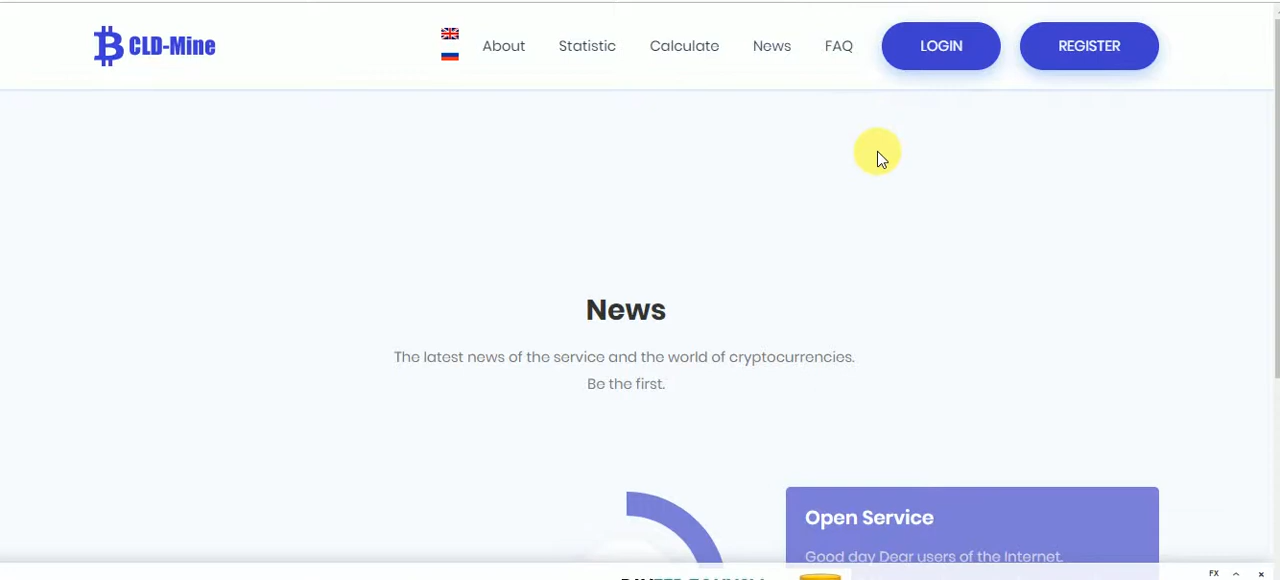 CLD-Mine
About
Statistic
Calculate
News
FAQ
LOGIN
REGISTER
News
The latest news of the service and the world of cryptocurrencies.
Be the first.
Open Service
Good day Dear users of the Internet.
FX